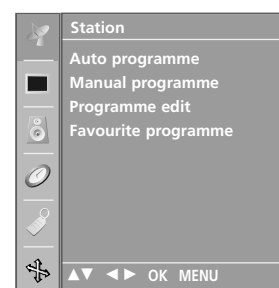 Station
Auto programme
Manual programme
Programme edit
Favourite programme
▲▼ ◄ ► OK MENU